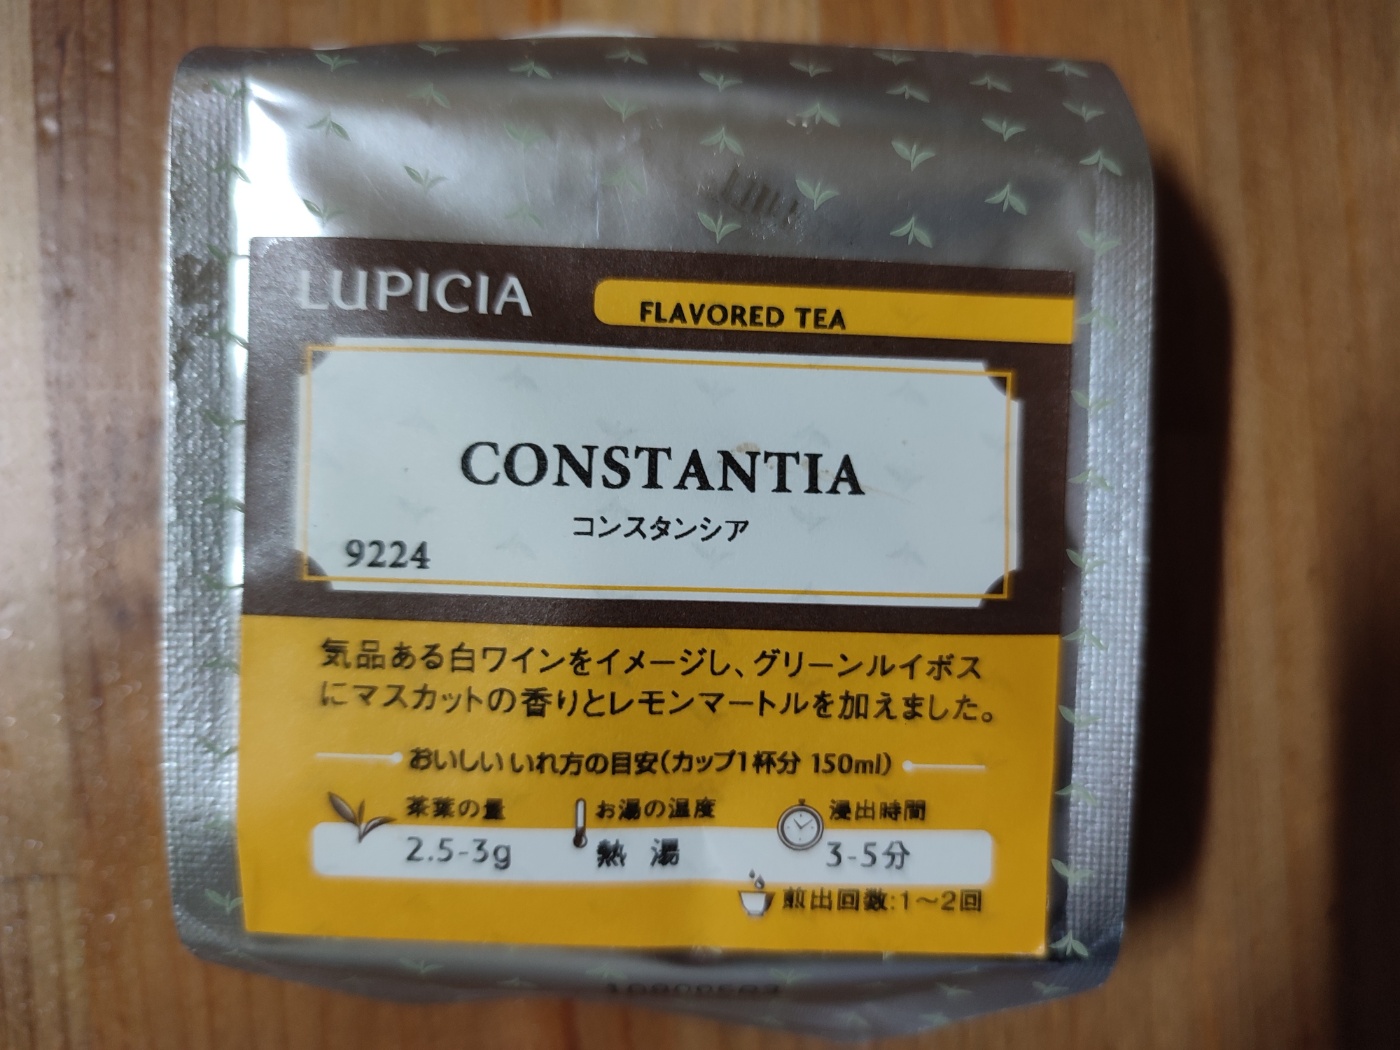 LUPICIA
FLAVORED TEA
CONSTANTIA
コンスタンシア
9224
気品ある白ワインをイメージし、グリーンルイボス
にマスカットの香りとレモンマートルを加えました。
おいしいいれ方の目安(カップ1杯分 150ml)
茶葉の量 お湯の温度 浸出時間
2.5-3g 熱湯 3-5分
煎出回数:1～2回